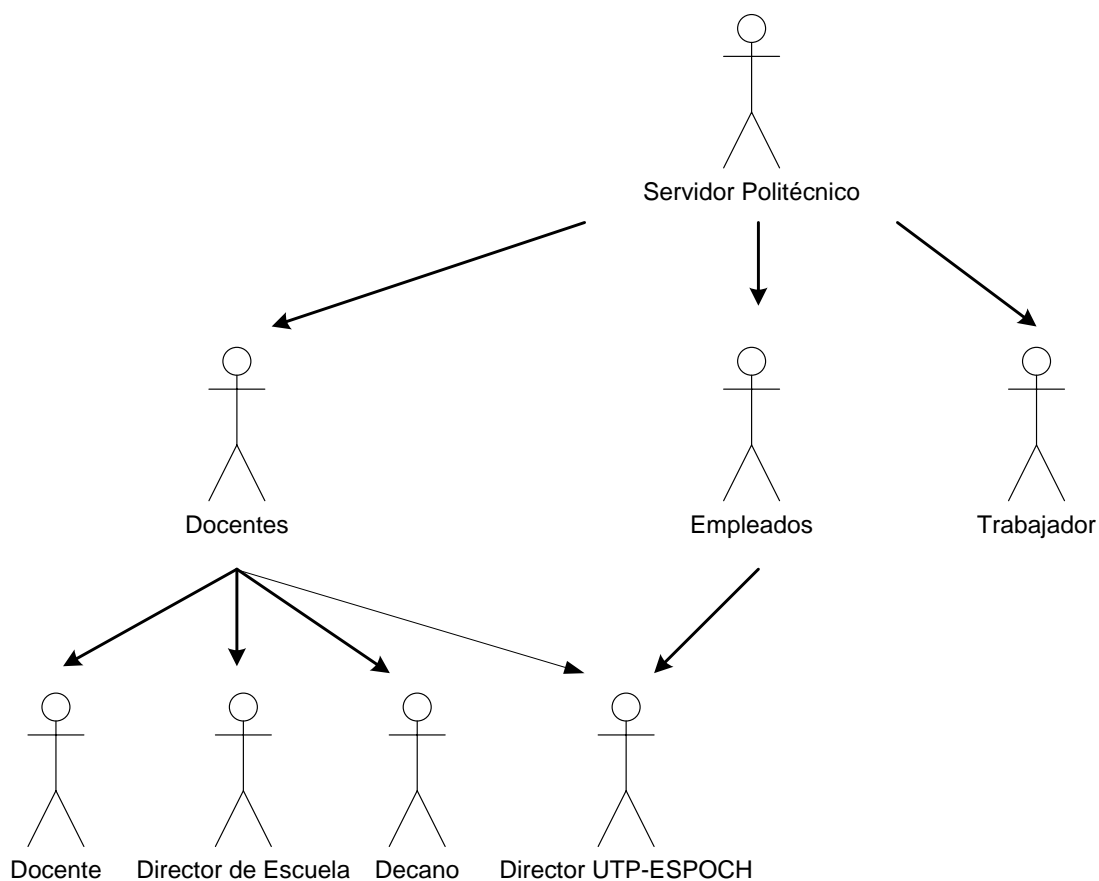 Servidor Politécnico
Docentes
Empleados
Trabajador
Docente
Director de Escuela
Decano
Director UTP-ESPOCH